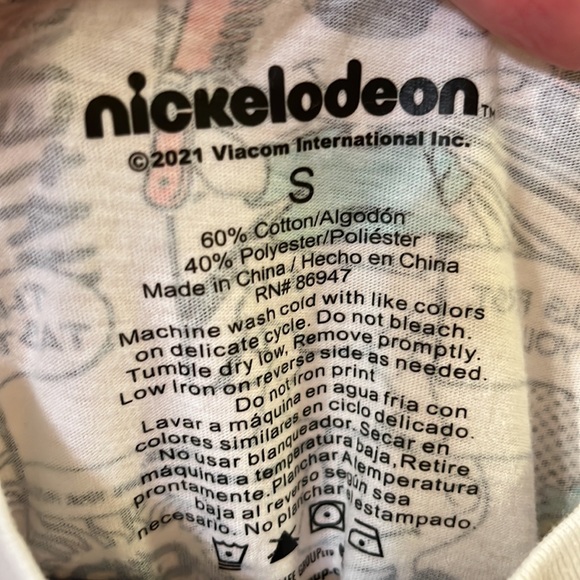 nickelodeon™
©2021 Viacom International Inc.
S
60% Cotton/Algodón
40% Polyester/Poliéster
Made in China / Hecho en China
RN# 86947
Machine wash cold with like colors
on delicate cycle. Do not bleach.
Tumble dry low, Remove promptly.
Low Iron on reverse side as needed.
Do not iron print
Lavar a máquina en agua fria con
colores similares en ciclo delicado.
No usar blanqueador. Secar en
máquina a temperatura baja, Retire
prontamente. Planchar A temperatura
baja al reverso según sea
necesario. No planchar el estampado.